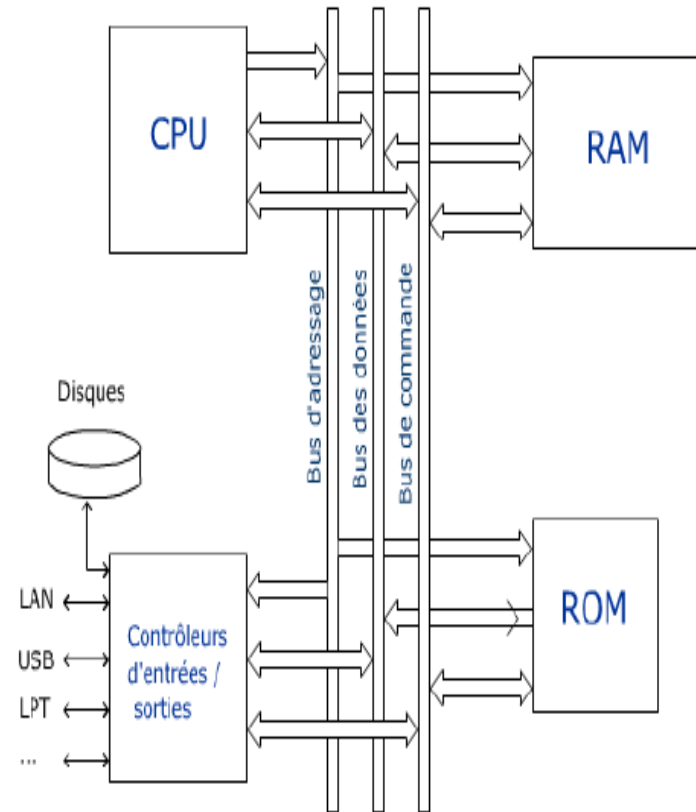 CPU
RAM
Bus d'adressage
Bus des données
Bus de commande
Disques
LAN
USB
LPT
...
Contrôleurs
d'entrées /
sorties
ROM